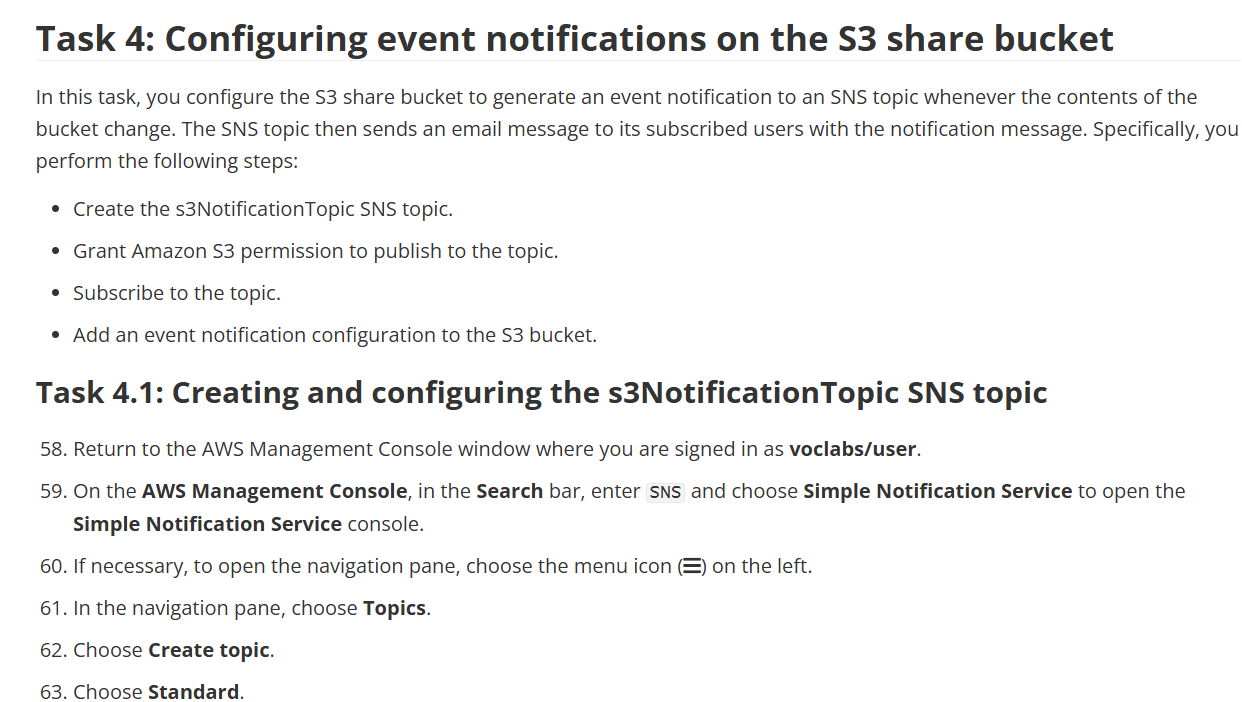 Task 4: Configuring event notifications on the S3 share bucket
In this task, you configure the S3 share bucket to generate an event notification to an SNS topic whenever the contents of the
bucket change. The SNS topic then sends an email message to its subscribed users with the notification message. Specifically, you
perform the following steps:
• Create the s3NotificationTopic SNS topic.
• Grant Amazon S3 permission to publish to the topic.
• Subscribe to the topic.
• Add an event notification configuration to the S3 bucket.
Task 4.1: Creating and configuring the s3NotificationTopic SNS topic
58. Return to the AWS Management Console window where you are signed in as voclabs/user.
59. On the AWS Management Console, in the Search bar, enter SNS and choose Simple Notification Service to open the
Simple Notification Service console.
60. If necessary, to open the navigation pane, choose the menu icon (☰) on the left.
61. In the navigation pane, choose Topics.
62. Choose Create topic.
63. Choose Standard.